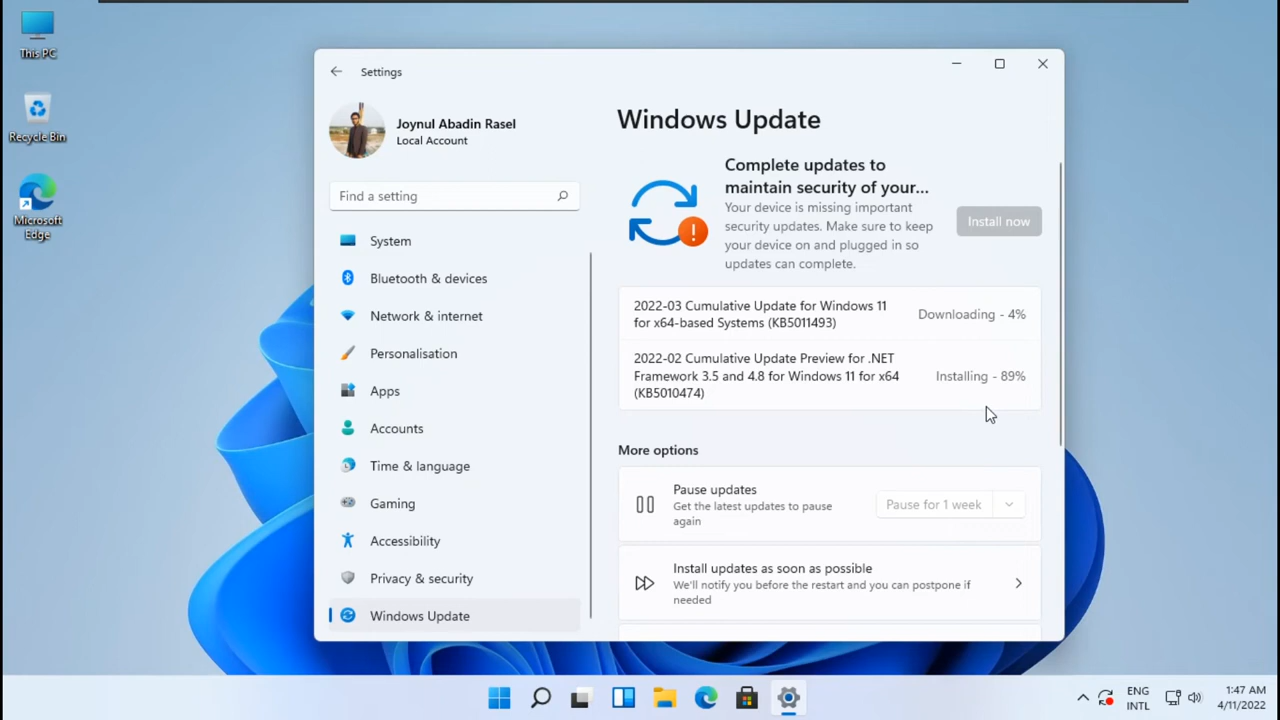 This PC
Recycle Bin
Microsoft
Edge
Settings
Joynul Abadin Rasel
Local Account
Find a setting
System
Bluetooth & devices
Network & internet
Personalisation
Apps
Accounts
Time & language
Gaming
Accessibility
Privacy & security
Windows Update
Windows Update
Complete updates to
maintain security of your...
Your device is missing important
security updates. Make sure to keep
your device on and plugged in so
updates can complete.
Install now
2022-03 Cumulative Update for Windows 11
for x64-based Systems (KB5011493)
Downloading - 4%
2022-02 Cumulative Update Preview for .NET
Framework 3.5 and 4.8 for Windows 11 for x64
(KB5010474)
Installing - 89%
More options
Pause updates
Get the latest updates to pause
again
Pause for 1 week
Install updates as soon as possible
We'll notify you before the restart and you can postpone if
needed
ENG
INTL
1:47 AM
4/11/2022